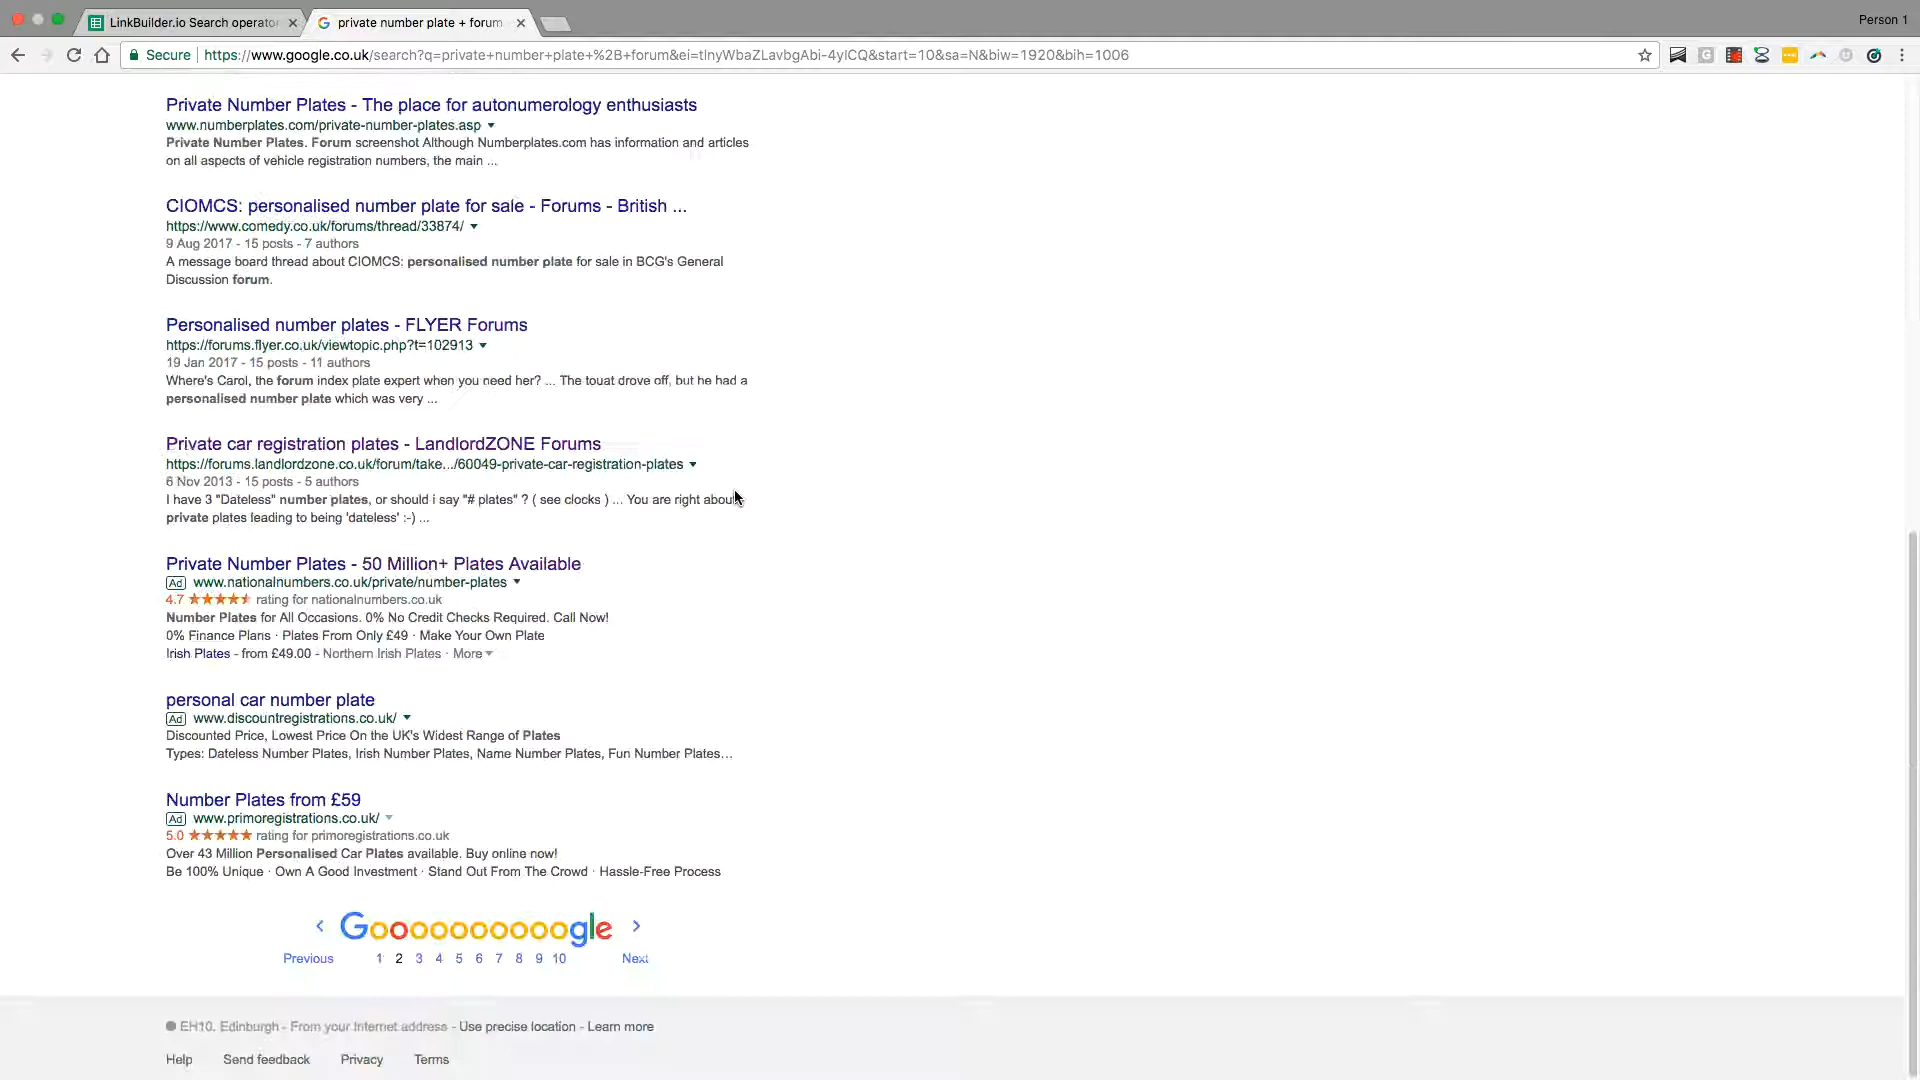 LinkBuilder.io Search operator
private number plate + forum
Person 1
Secure https://www.google.co.uk/search?q=private+number+plate+%2B+forum&ei=tlnyWbaZLavbgAbi-4ylCQ&start=10&sa=N&biw=1920&bih=1006
Private Number Plates - The place for autonumerology enthusiasts
www.numberplates.com/private-number-plates.asp
Private Number Plates. Forum screenshot Although Numberplates.com has information and articles
on all aspects of vehicle registration numbers, the main ...
CIOMCS: personalised number plate for sale - Forums - British ...
https://www.comedy.co.uk/forums/thread/33874/
9 Aug 2017 - 15 posts - 7 authors
A message board thread about CIOMCS: personalised number plate for sale in BCG's General
Discussion forum.
Personalised number plates - FLYER Forums
https://forums.flyer.co.uk/viewtopic.php?t=102913
19 Jan 2017 - 15 posts - 11 authors
Where's Carol, the forum index plate expert when you need her? ... The touat drove off, but he had a
personalised number plate which was very ...
Private car registration plates - LandlordZONE Forums
https://forums.landlordzone.co.uk/forum/take.../60049-private-car-registration-plates
6 Nov 2013 - 15 posts - 5 authors
I have 3 "Dateless" number plates, or should i say "# plates" ? ( see clocks ) ... You are right about
private plates leading to being 'dateless' :-) ...
Private Number Plates - 50 Million+ Plates Available
Ad www.nationalnumbers.co.uk/private/number-plates
4.7 rating for nationalnumbers.co.uk
Number Plates for All Occasions. 0% No Credit Checks Required. Call Now!
0% Finance Plans · Plates From Only £49 · Make Your Own Plate
Irish Plates - from £49.00 - Northern Irish Plates · More
personal car number plate
Ad www.discountregistrations.co.uk/
Discounted Price, Lowest Price On the UK's Widest Range of Plates
Types: Dateless Number Plates, Irish Number Plates, Name Number Plates, Fun Number Plates…
Number Plates from £59
Ad www.primoregistrations.co.uk/
5.0 rating for primoregistrations.co.uk
Over 43 Million Personalised Car Plates available. Buy online now!
Be 100% Unique · Own A Good Investment · Stand Out From The Crowd · Hassle-Free Process
Goooooooooogle
Previous 1 2 3 4 5 6 7 8 9 10 Next
EH10, Edinburgh - From your Internet address - Use precise location - Learn more
Help Send feedback Privacy Terms